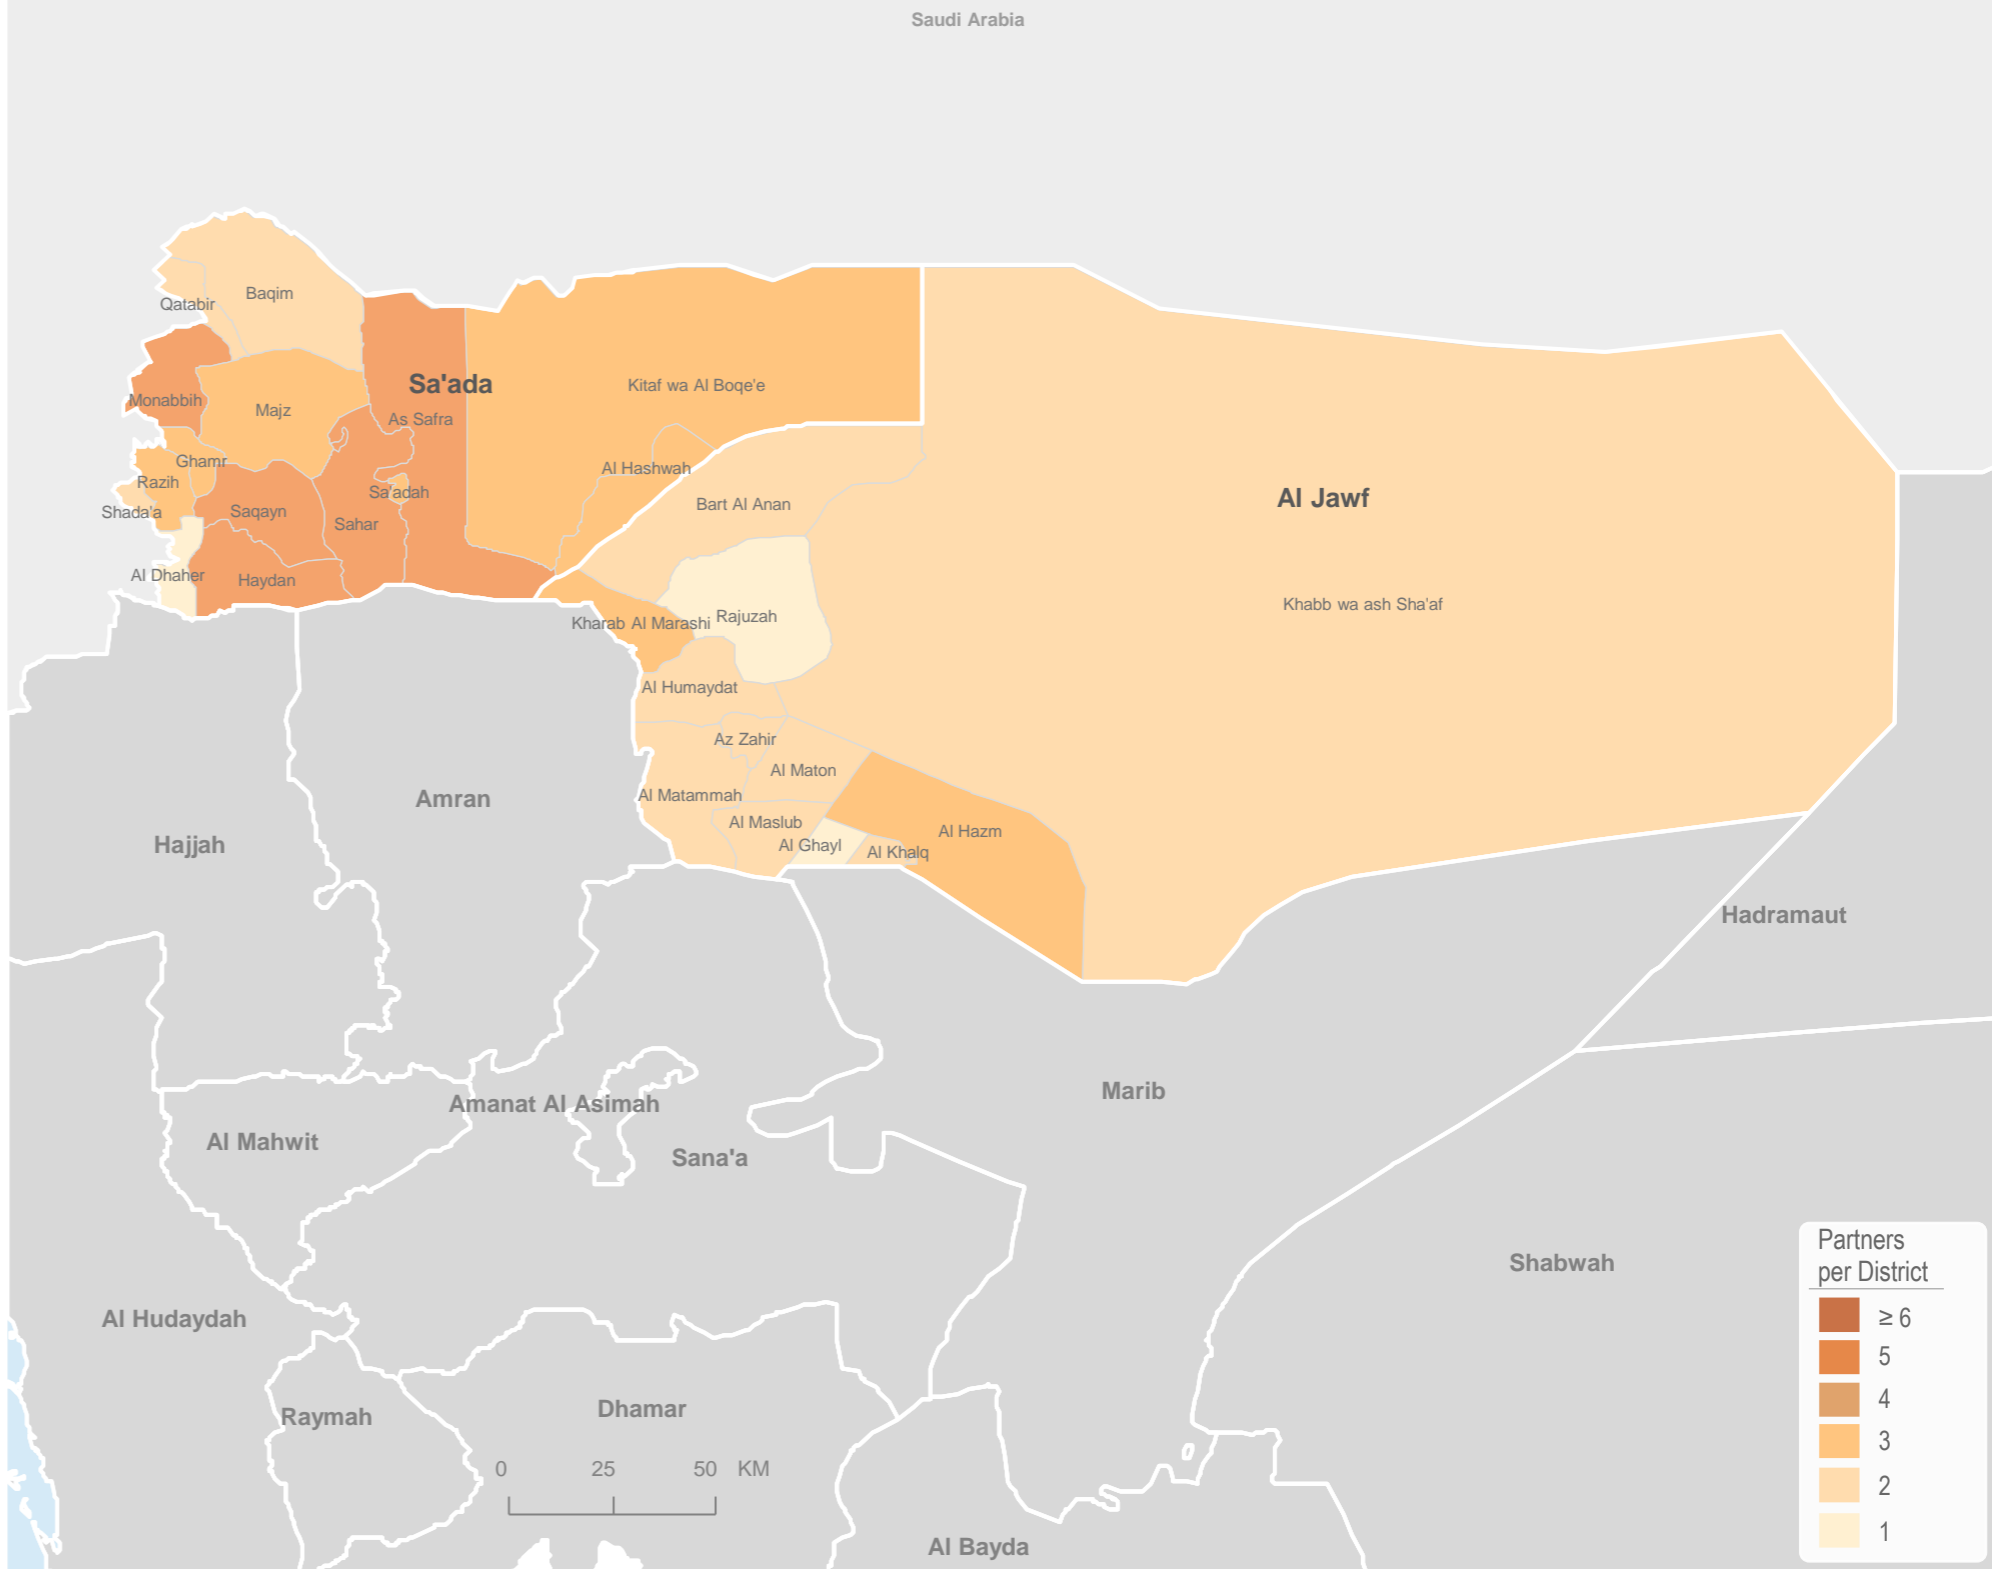 Saudi Arabia
Baqim
Qatabir
Sa'ada
Kitaf wa Al Boqe'e
Monabbih
Majz
As Safra
Ghamr
Al Hashwah
Razih
Sa'adah
Al Jawf
Bart Al Anan
Shada'a
Saqayn
Sahar
Al Dhaher
Haydan
Khabb wa ash Sha'af
Rajuzah
Kharab Al Marashi
Al Humaydat
Az Zahir
Al Maton
Al Matammah
Amran
Al Maslub
Al Hazm
Hajjah
Al Ghayl
Al Khalq
Hadramaut
Marib
Amanat Al Asimah
Al Mahwit
Sana'a
Shabwah
Al Hudaydah
Dhamar
Raymah
0 25 50 KM
Al Bayda
Partners
per District
≥ 6
5
4
3
2
1